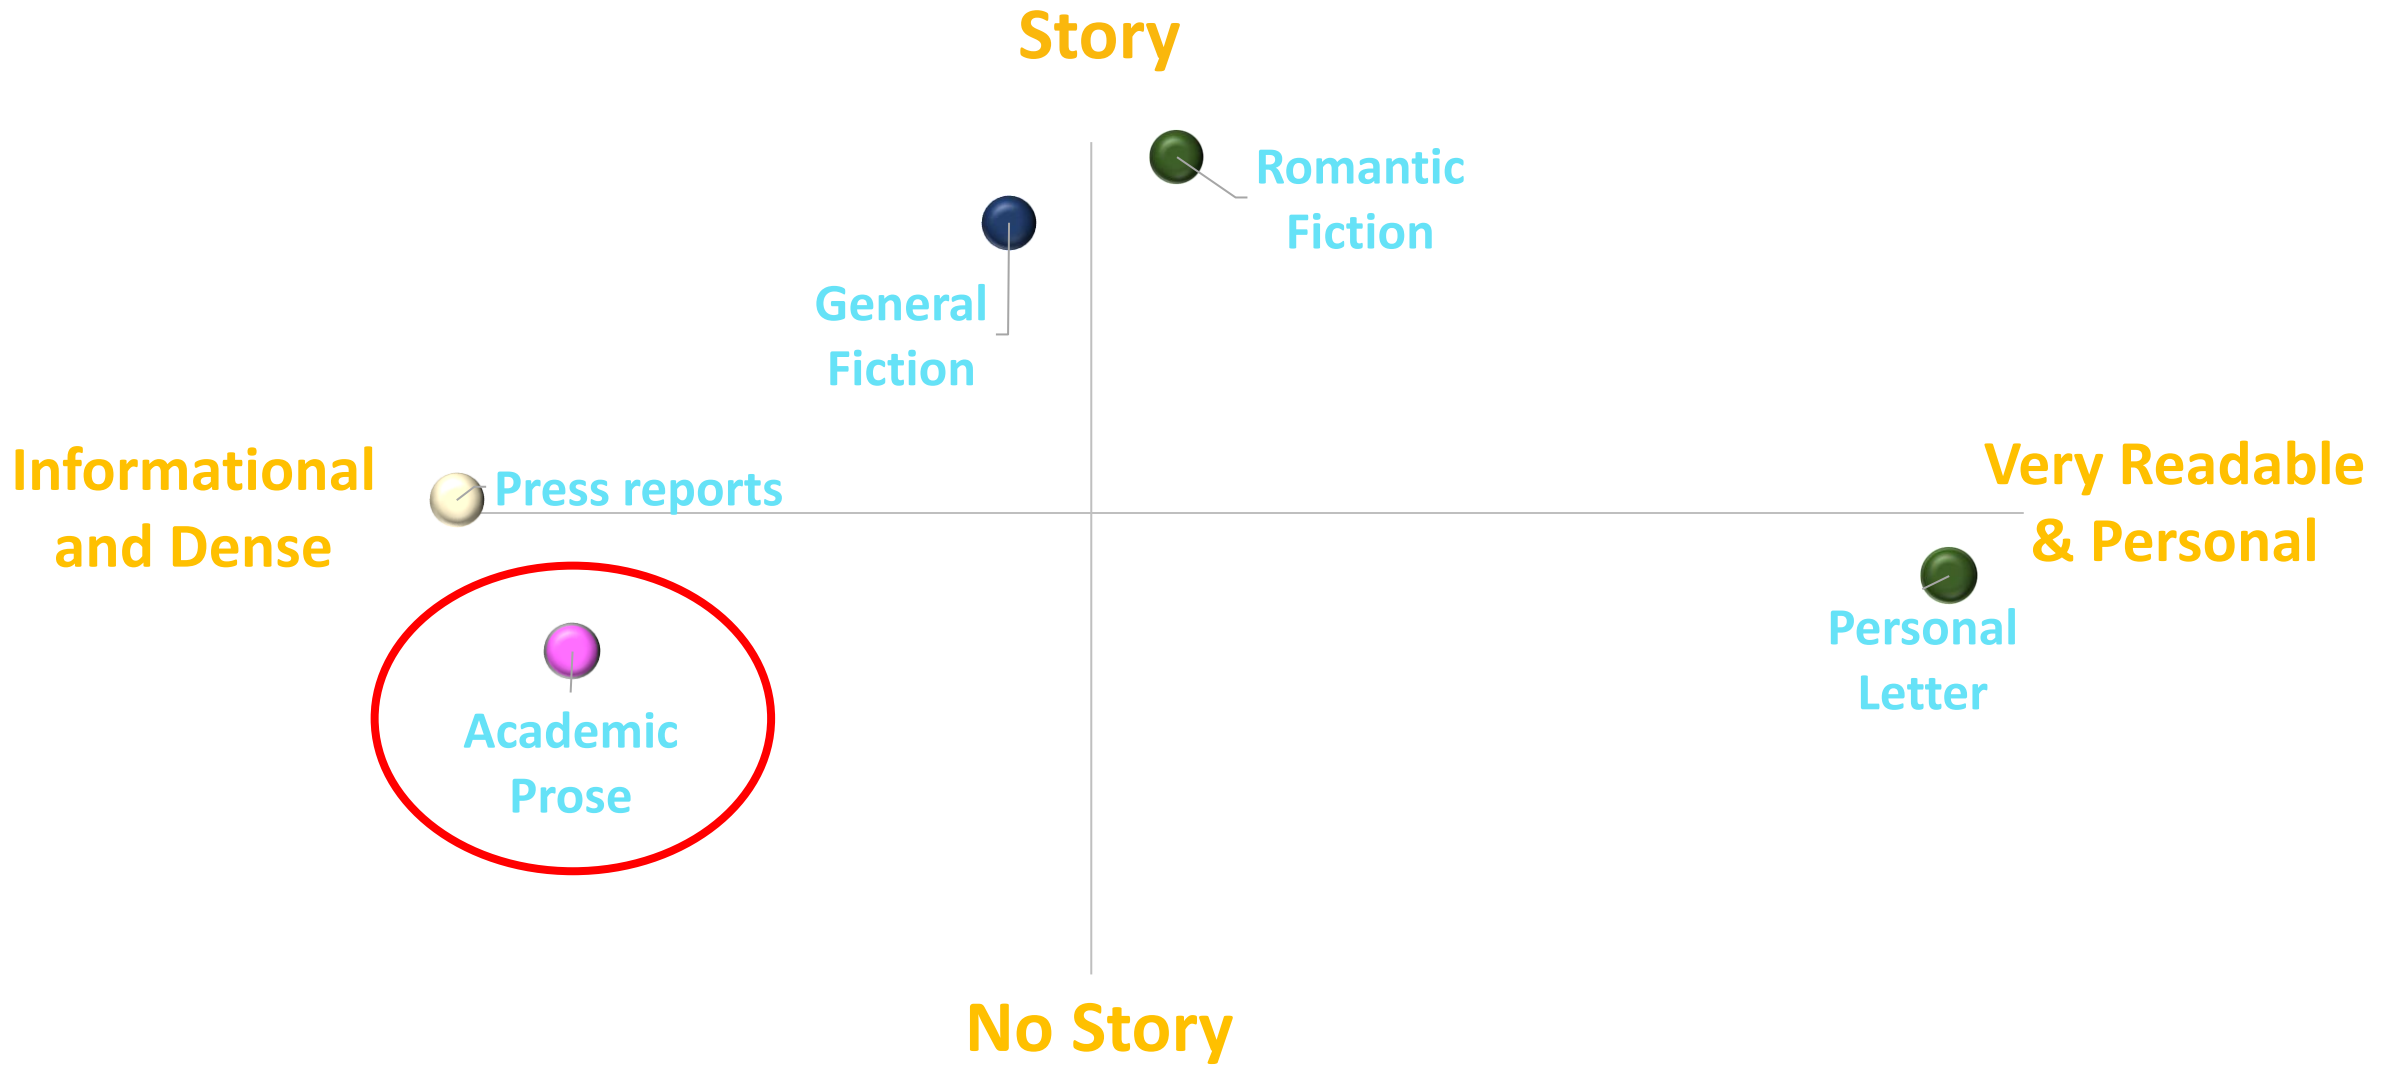 Story
Romantic
Fiction
General
Fiction
Informational
and Dense
Press reports
Very Readable
& Personal
Personal
Letter
Academic
Prose
No Story